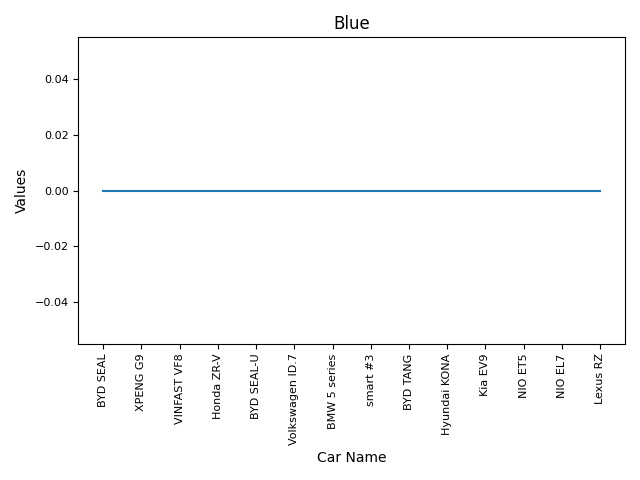 Blue
Values
0.04
0.02
0.00
−0.02
−0.04
BYD SEAL
XPENG G9
VINFAST VF8
Honda ZR-V
BYD SEAL-U
Volkswagen ID.7
BMW 5 series
smart #3
BYD TANG
Hyundai KONA
Kia EV9
NIO ET5
NIO EL7
Lexus RZ
Car Name